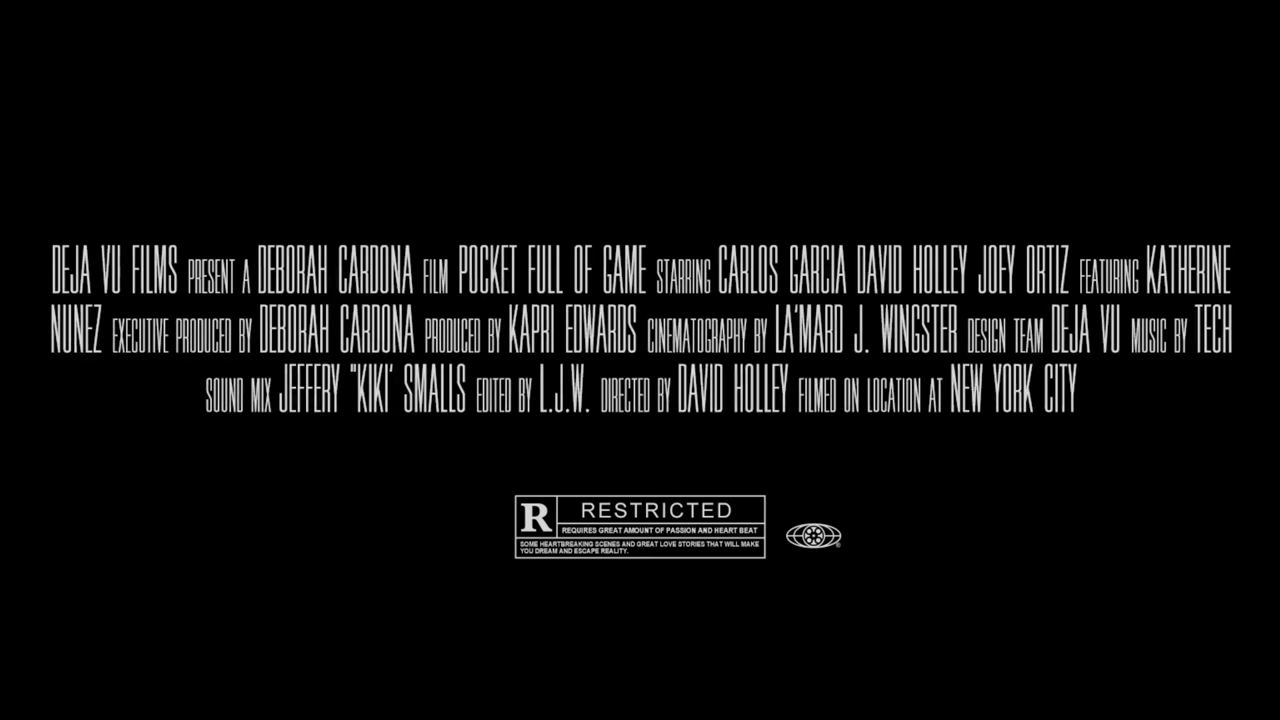 DEJA VU FILMS PRESENT A DEBORAH CARDONA FILM POCKET FULL OF GAME STARRING CARLOS GARCIA DAVID HOLLEY JOEY ORTIZ FEATURING KATHERINE
NUNEZ EXECUTIVE PRODUCED BY DEBORAH CARDONA PRODUCED BY KAPRI EDWARDS CINEMATOGRAPHY BY LA'MARD J. WINGSTER DESIGN TEAM DEJA VU MUSIC BY TECH
SOUND MIX JEFFERY "KIKI' SMALLS EDITED BY L.J.W. DIRECTED BY DAVID HOLLEY FILMED ON LOCATION AT NEW YORK CITY
R RESTRICTED
REQUIRES GREAT AMOUNT OF PASSION AND HEART BEAT
SOME HEARTBREAKING SCENES AND GREAT LOVE STORIES THAT WILL MAKE
YOU DREAM AND ESCAPE REALITY.
®